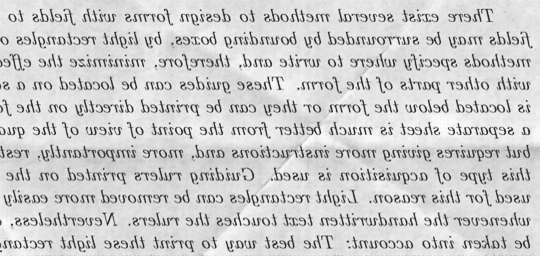 There exist several methods to design forms with fields to
fields may be surrounded by bounding boxes, by light rectangles o
methods specify where to write and, therefore, minimize the effe
with other parts of the form. These guides can be located on a s
is located below the form or they can be printed directly on the f
a separate sheet is much better from the point of view of the qua
but requires giving more instructions and, more importantly, rest
this type of acquisition is used. Guiding rulers printed on the
used for this reason. Light rectangles can be removed more easily
whenever the handwritten text touches the rulers. Nevertheless,
be taken into account: The best way to print these light rectang